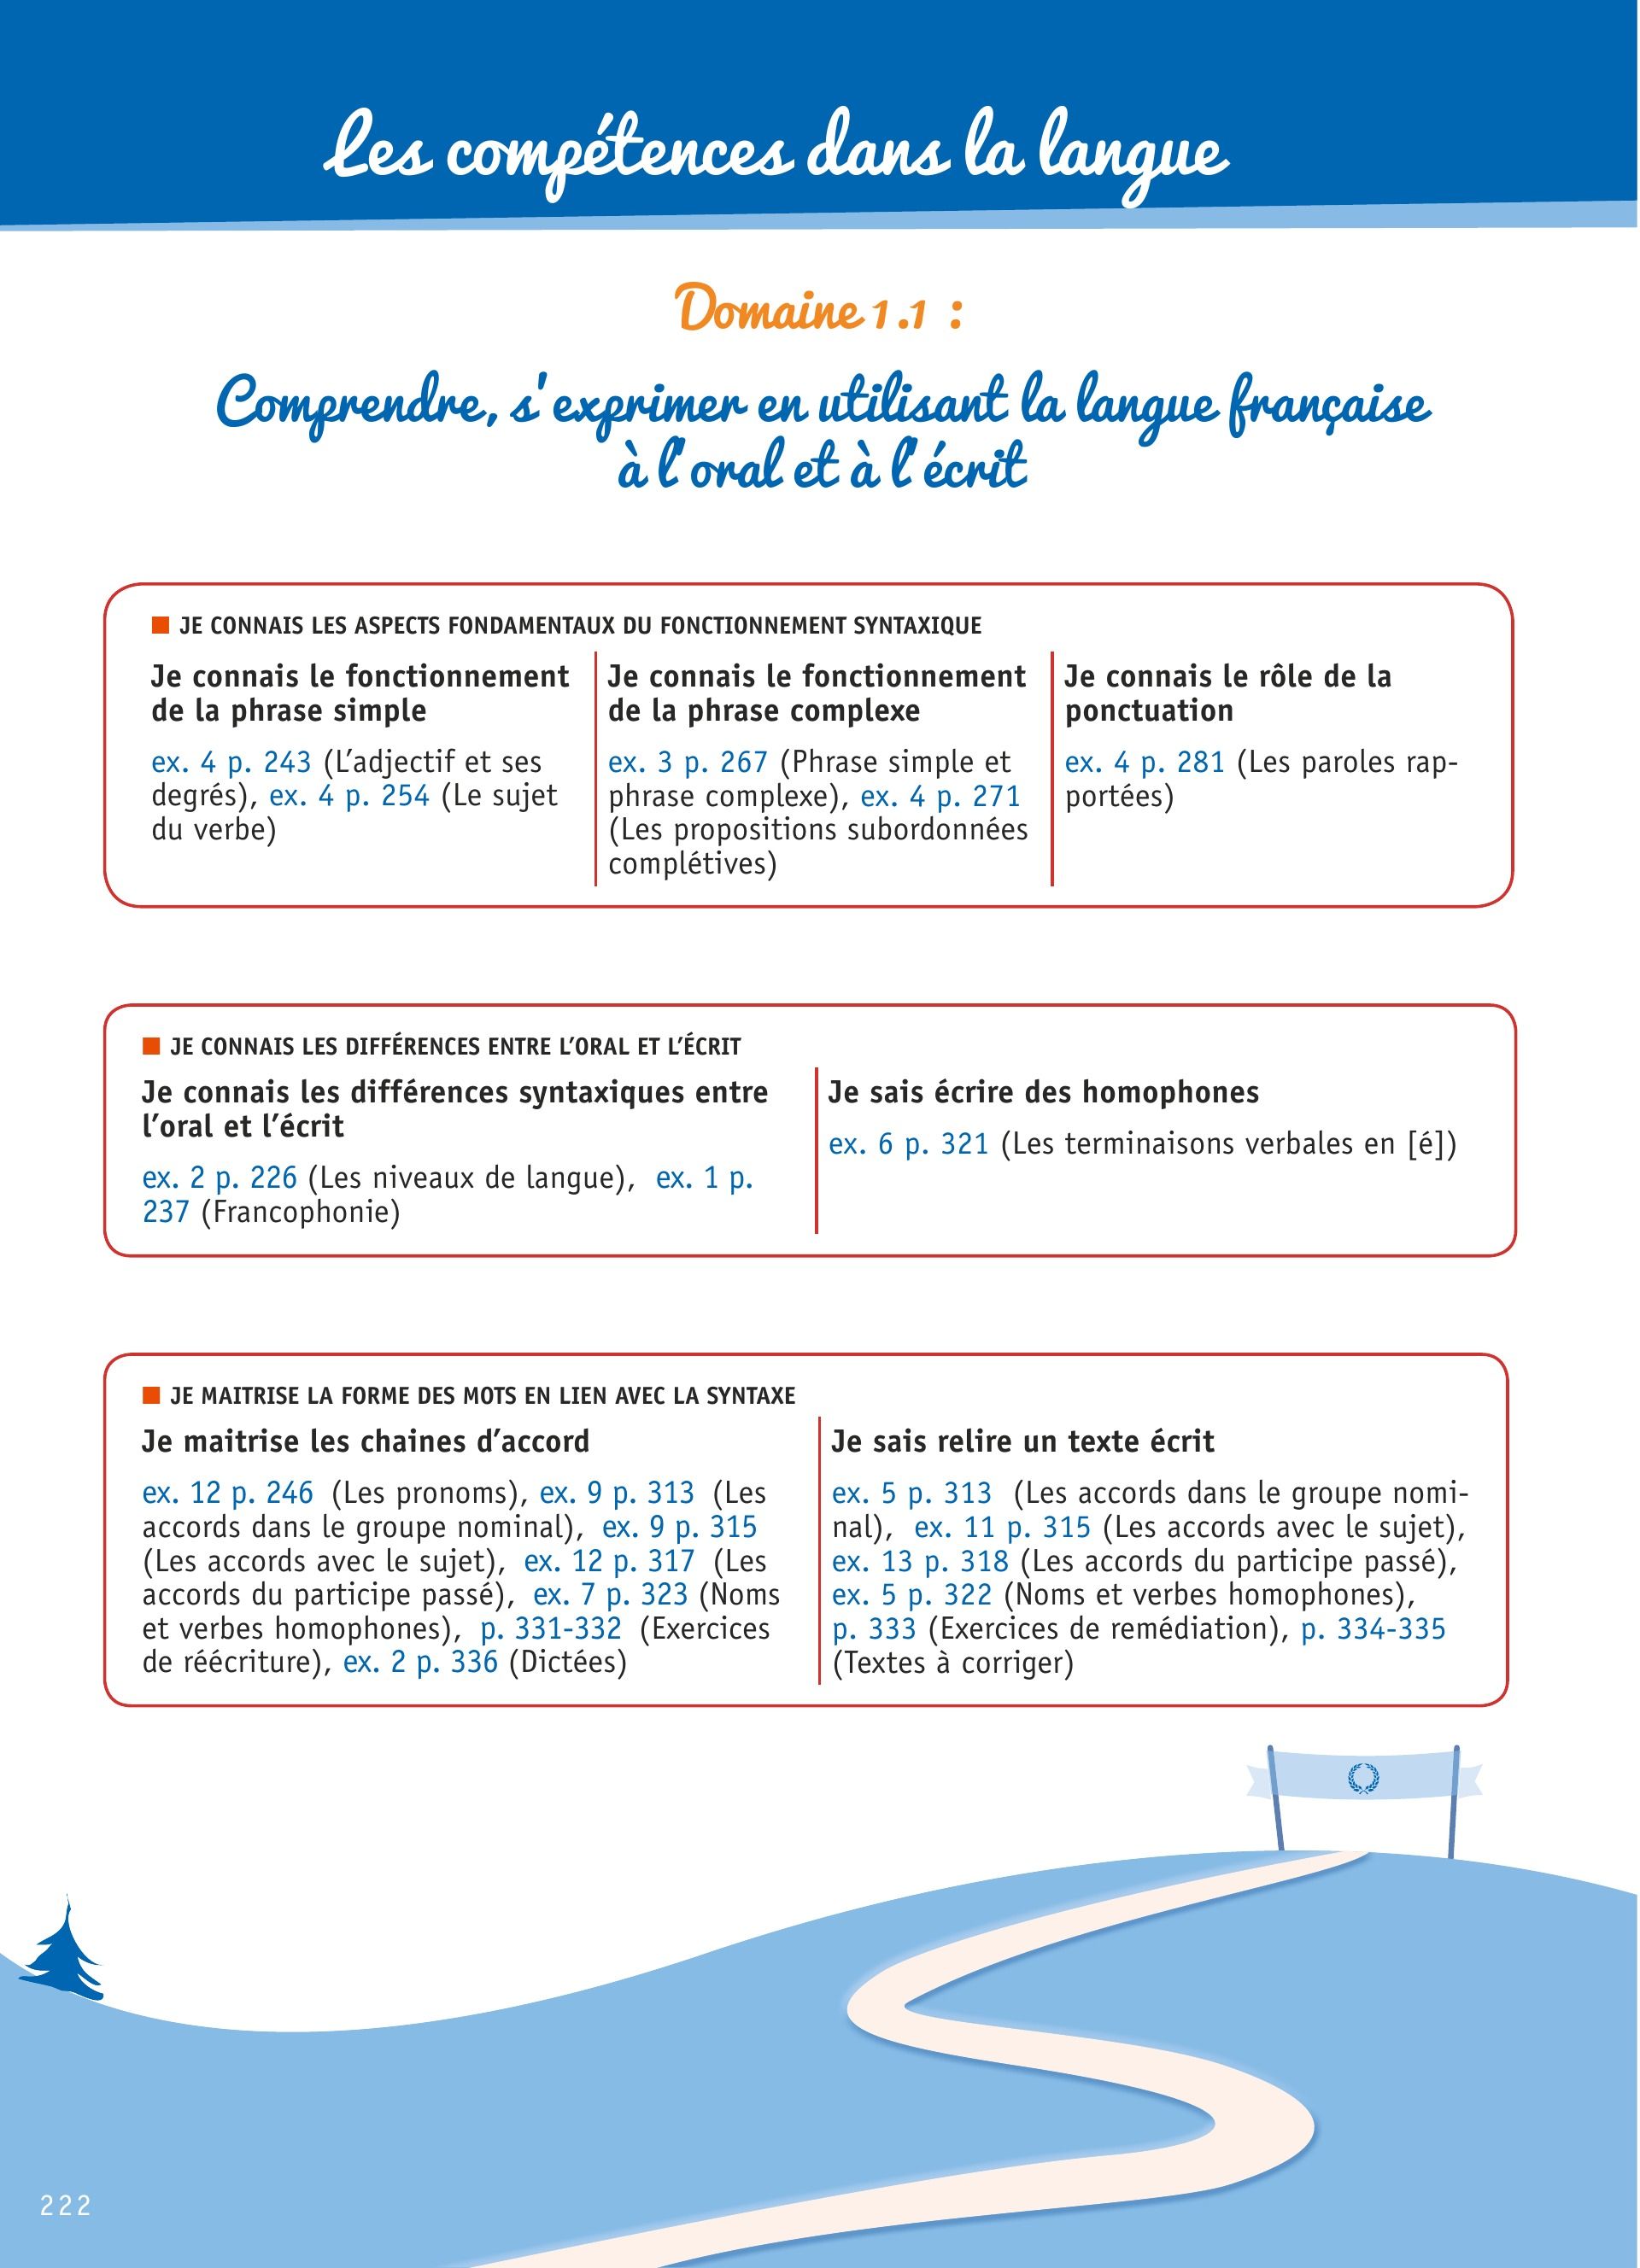 Les compétences dans la langue
Domaine 1.1 :
Comprendre, s'exprimer en utilisant la langue française
à l'oral et à l'écrit
■ JE CONNAIS LES ASPECTS FONDAMENTAUX DU FONCTIONNEMENT SYNTAXIQUE
Je connais le fonctionnement
de la phrase simple
ex. 4 p. 243 (L’adjectif et ses
degrés), ex. 4 p. 254 (Le sujet
du verbe)
Je connais le fonctionnement
de la phrase complexe
ex. 3 p. 267 (Phrase simple et
phrase complexe), ex. 4 p. 271
(Les propositions subordonnées
complétives)
Je connais le rôle de la
ponctuation
ex. 4 p. 281 (Les paroles rap-
portées)
■ JE CONNAIS LES DIFFÉRENCES ENTRE L’ORAL ET L’ÉCRIT
Je connais les différences syntaxiques entre
l’oral et l’écrit
ex. 2 p. 226 (Les niveaux de langue), ex. 1 p.
237 (Francophonie)
Je sais écrire des homophones
ex. 6 p. 321 (Les terminaisons verbales en [é])
■ JE MAITRISE LA FORME DES MOTS EN LIEN AVEC LA SYNTAXE
Je maitrise les chaines d’accord
ex. 12 p. 246 (Les pronoms), ex. 9 p. 313 (Les
accords dans le groupe nominal), ex. 9 p. 315
(Les accords avec le sujet), ex. 12 p. 317 (Les
accords du participe passé), ex. 7 p. 323 (Noms
et verbes homophones), p. 331-332 (Exercices
de réécriture), ex. 2 p. 336 (Dictées)
Je sais relire un texte écrit
ex. 5 p. 313 (Les accords dans le groupe nomi-
nal), ex. 11 p. 315 (Les accords avec le sujet),
ex. 13 p. 318 (Les accords du participe passé),
ex. 5 p. 322 (Noms et verbes homophones),
p. 333 (Exercices de remédiation), p. 334-335
(Textes à corriger)
222